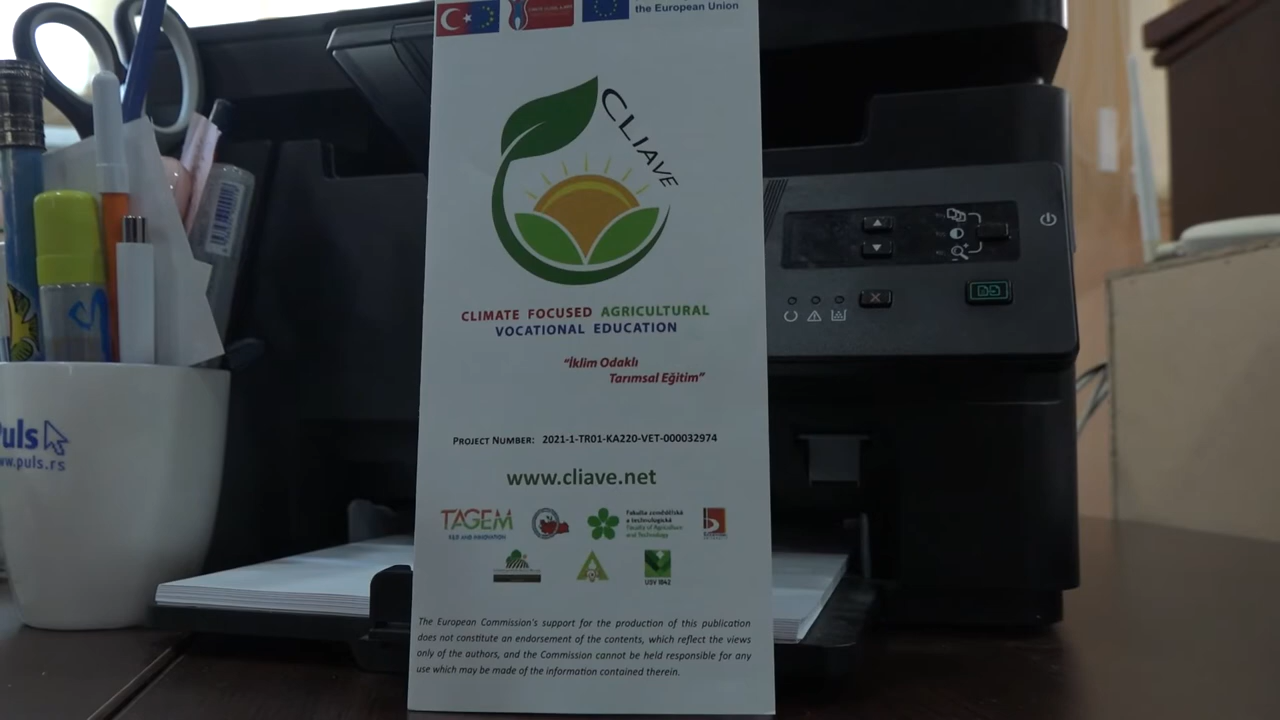 the European Union
CLIAVE
CLIMATE FOCUSED AGRICULTURAL
VOCATIONAL EDUCATION
"İklim Odaklı
Tarımsal Eğitim"
PROJECT NUMBER: 2021-1-TR01-KA220-VET-000032974
www.cliave.net
TAGEM
R&D AND INNOVATION
Fakulta zemědělská
a technologická
Faculty of Agriculture
and Technology
USV 1842
The European Commission's support for the production of this publication
does not constitute an endorsement of the contents, which reflect the views
only of the authors, and the Commission cannot be held responsible for any
use which may be made of the information contained therein.
Puls
www.puls.rs